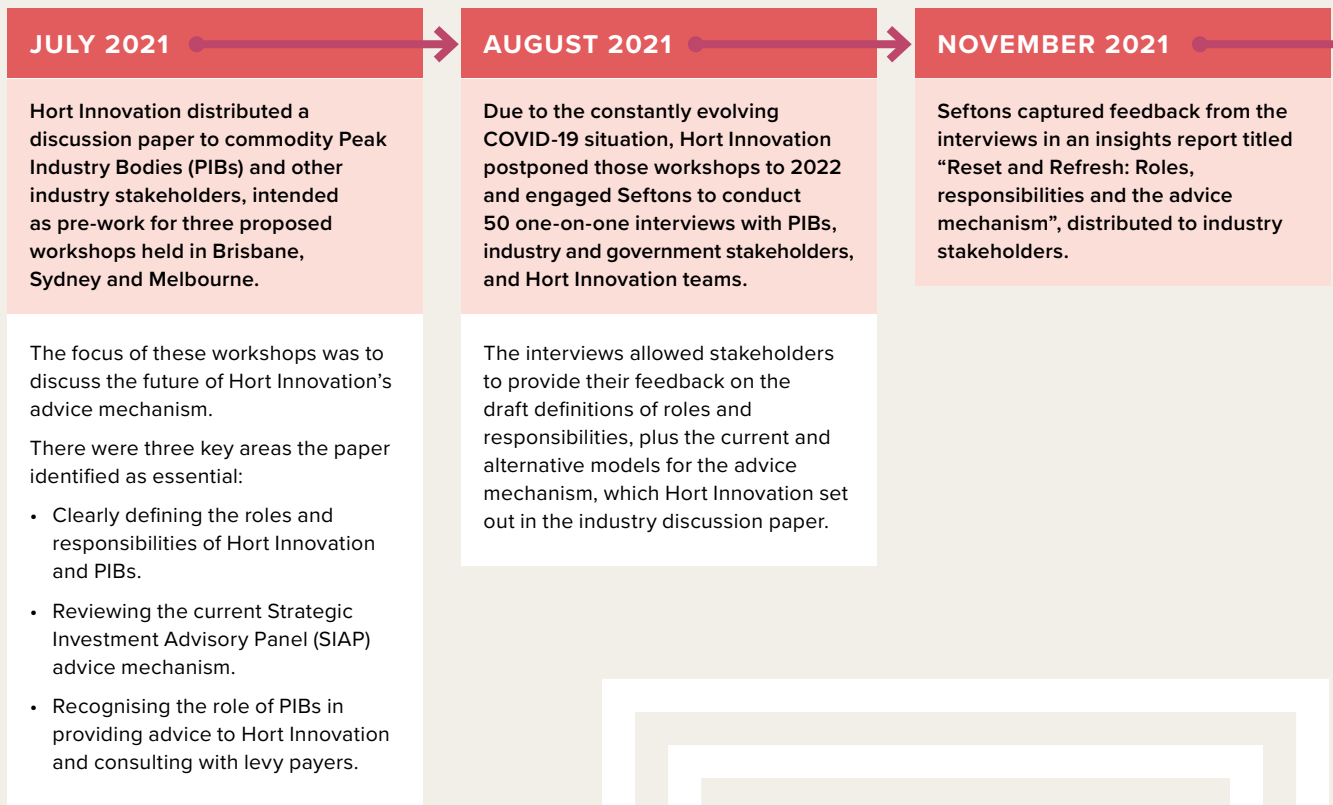 JULY 2021
Hort Innovation distributed a
discussion paper to commodity Peak
Industry Bodies (PIBs) and other
industry stakeholders, intended
as pre-work for three proposed
workshops held in Brisbane,
Sydney and Melbourne.
The focus of these workshops was to
discuss the future of Hort Innovation’s
advice mechanism.
There were three key areas the paper
identified as essential:
• Clearly defining the roles and
responsibilities of Hort Innovation
and PIBs.
• Reviewing the current Strategic
Investment Advisory Panel (SIAP)
advice mechanism.
• Recognising the role of PIBs in
providing advice to Hort Innovation
and consulting with levy payers.
AUGUST 2021
Due to the constantly evolving
COVID-19 situation, Hort Innovation
postponed those workshops to 2022
and engaged Seftons to conduct
50 one-on-one interviews with PIBs,
industry and government stakeholders,
and Hort Innovation teams.
The interviews allowed stakeholders
to provide their feedback on the
draft definitions of roles and
responsibilities, plus the current and
alternative models for the advice
mechanism, which Hort Innovation set
out in the industry discussion paper.
NOVEMBER 2021
Seftons captured feedback from the
interviews in an insights report titled
“Reset and Refresh: Roles,
responsibilities and the advice
mechanism”, distributed to industry
stakeholders.